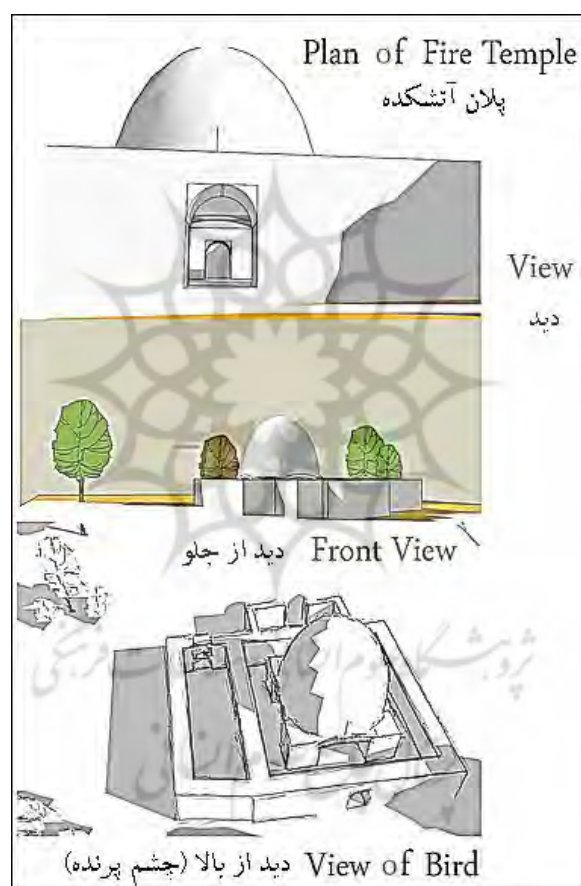 Plan of Fire Temple
پلان آتشکده
View
دید
دید از جلو Front View
دید از بالا (چشم پرنده) View of Bird